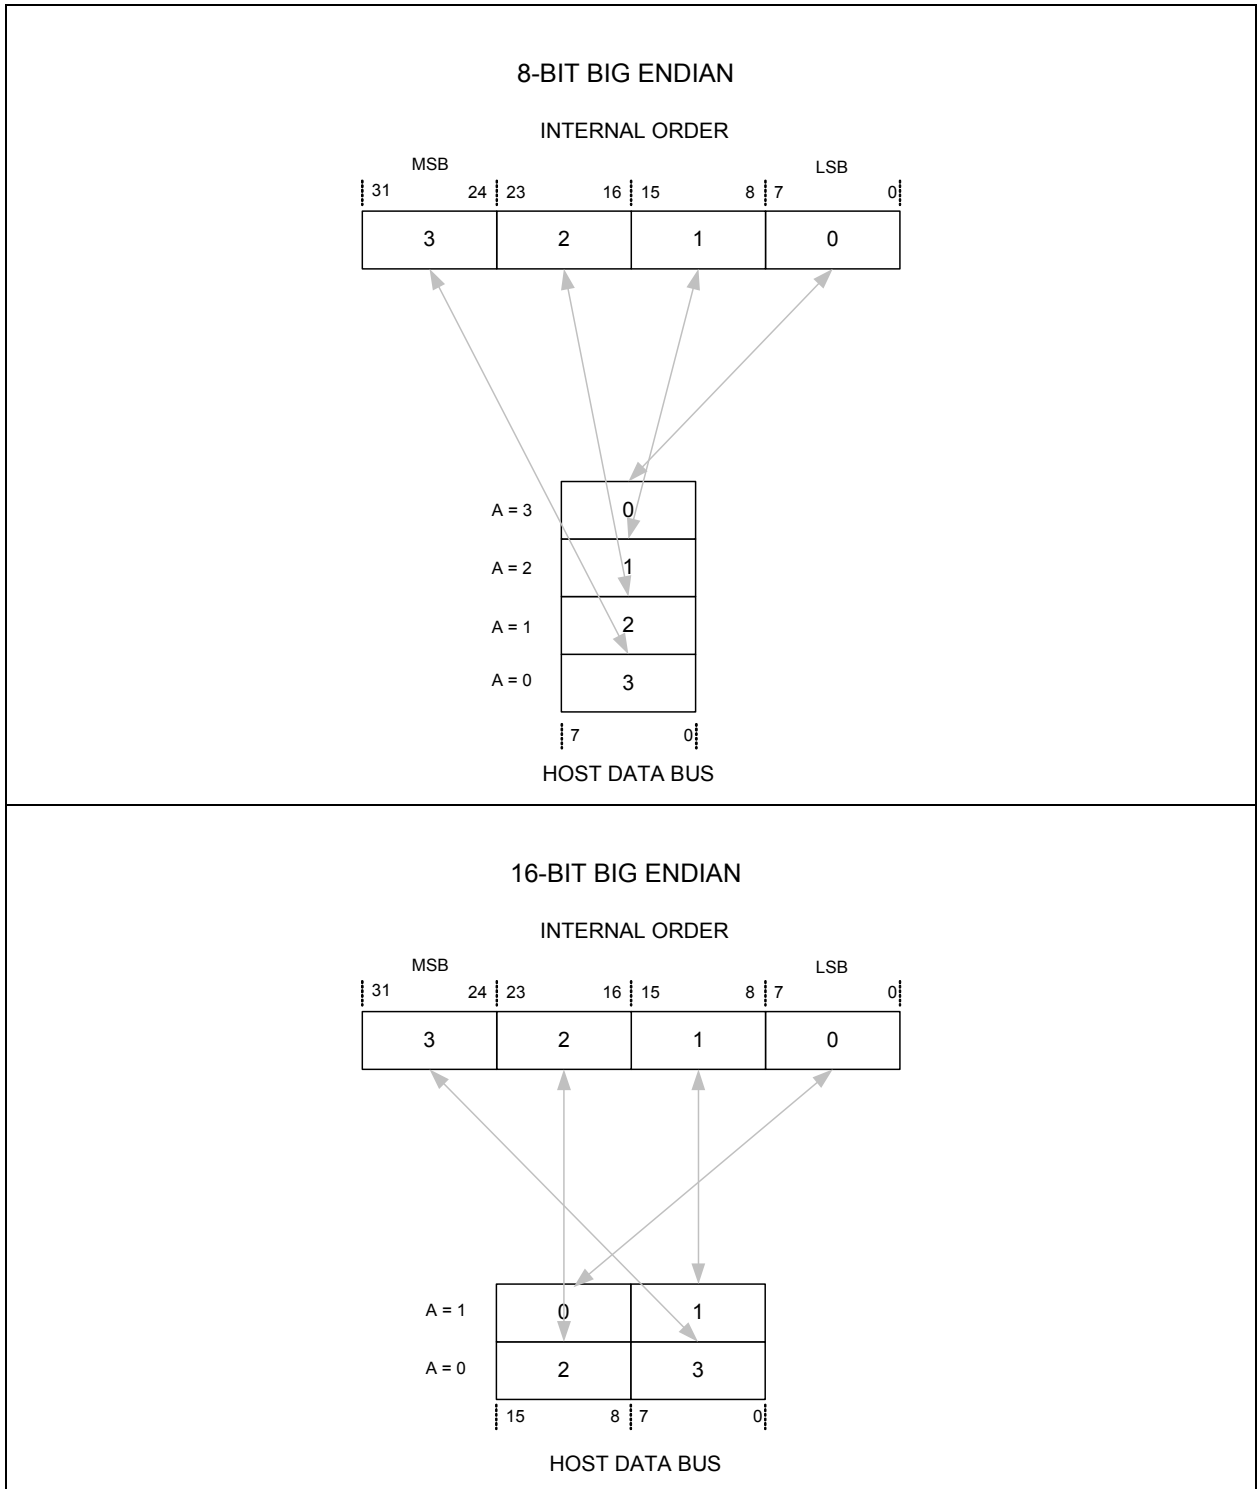 8-BIT BIG ENDIAN
INTERNAL ORDER
MSB LSB
31 24 23 16 15 8 7 0
3 2 1 0
A = 3 0
A = 2 1
A = 1 2
A = 0 3
7 0
HOST DATA BUS
16-BIT BIG ENDIAN
INTERNAL ORDER
MSB LSB
31 24 23 16 15 8 7 0
3 2 1 0
A = 1 0 1
A = 0 2 3
15 8 7 0
HOST DATA BUS